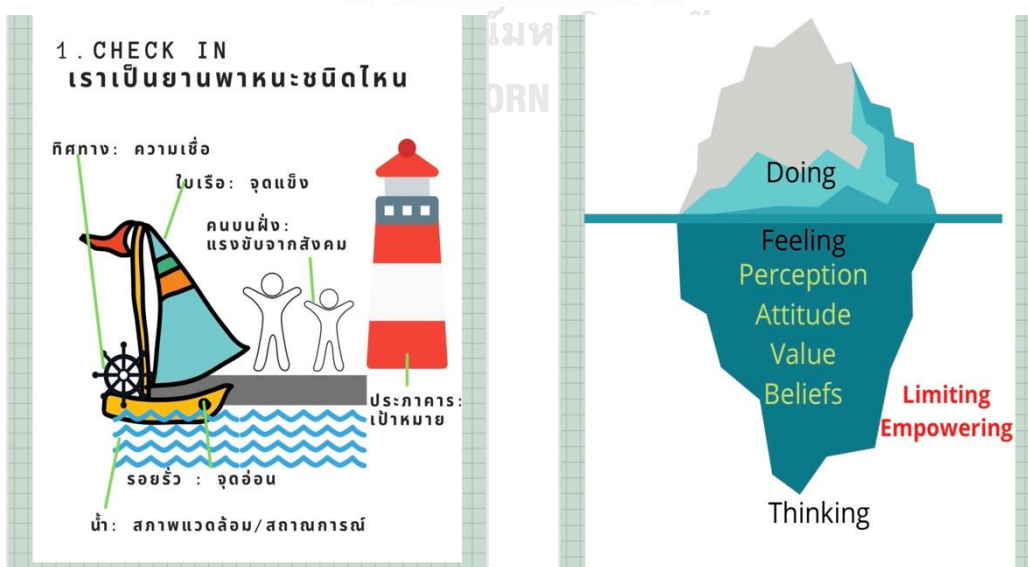 1.CHECK IN
เราเป็นยานพาหนะชนิดไหน
ทิศทาง: ความเชื่อ
ใบเรือ: จุดแข็ง
คนบนฝั่ง:
แรงขับจากสังคม
ประภาคาร:
เป้าหมาย
รอยรั่ว : จุดอ่อน
น้ำ: สภาพแวดล้อม/สถาณการณ์
Doing
Feeling
Perception
Attitude
Value
Beliefs
Limiting
Empowering
Thinking